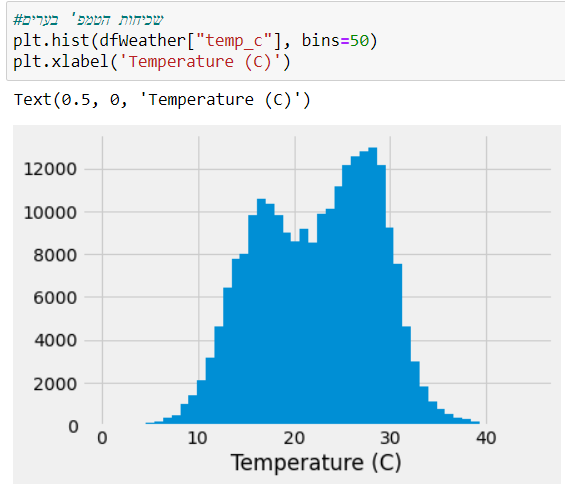 #שכיחות הטמפ' בערים
plt.hist(dfWeather["temp_c"], bins=50)
plt.xlabel('Temperature (C)')
Text(0.5, 0, 'Temperature (C)')
12000
10000
8000
6000
4000
2000
0
0 10 20 30 40
Temperature (C)